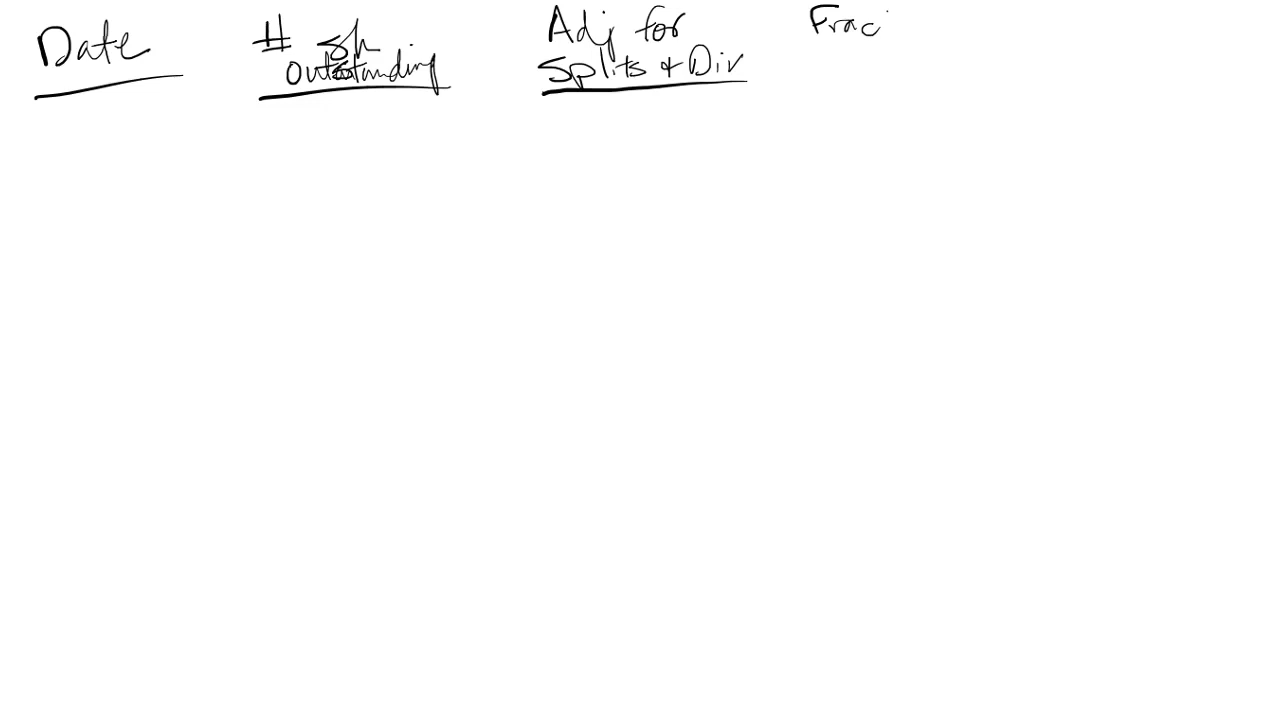 Date
# Sh
Outstanding
Adj for
Splits + Div
Frac